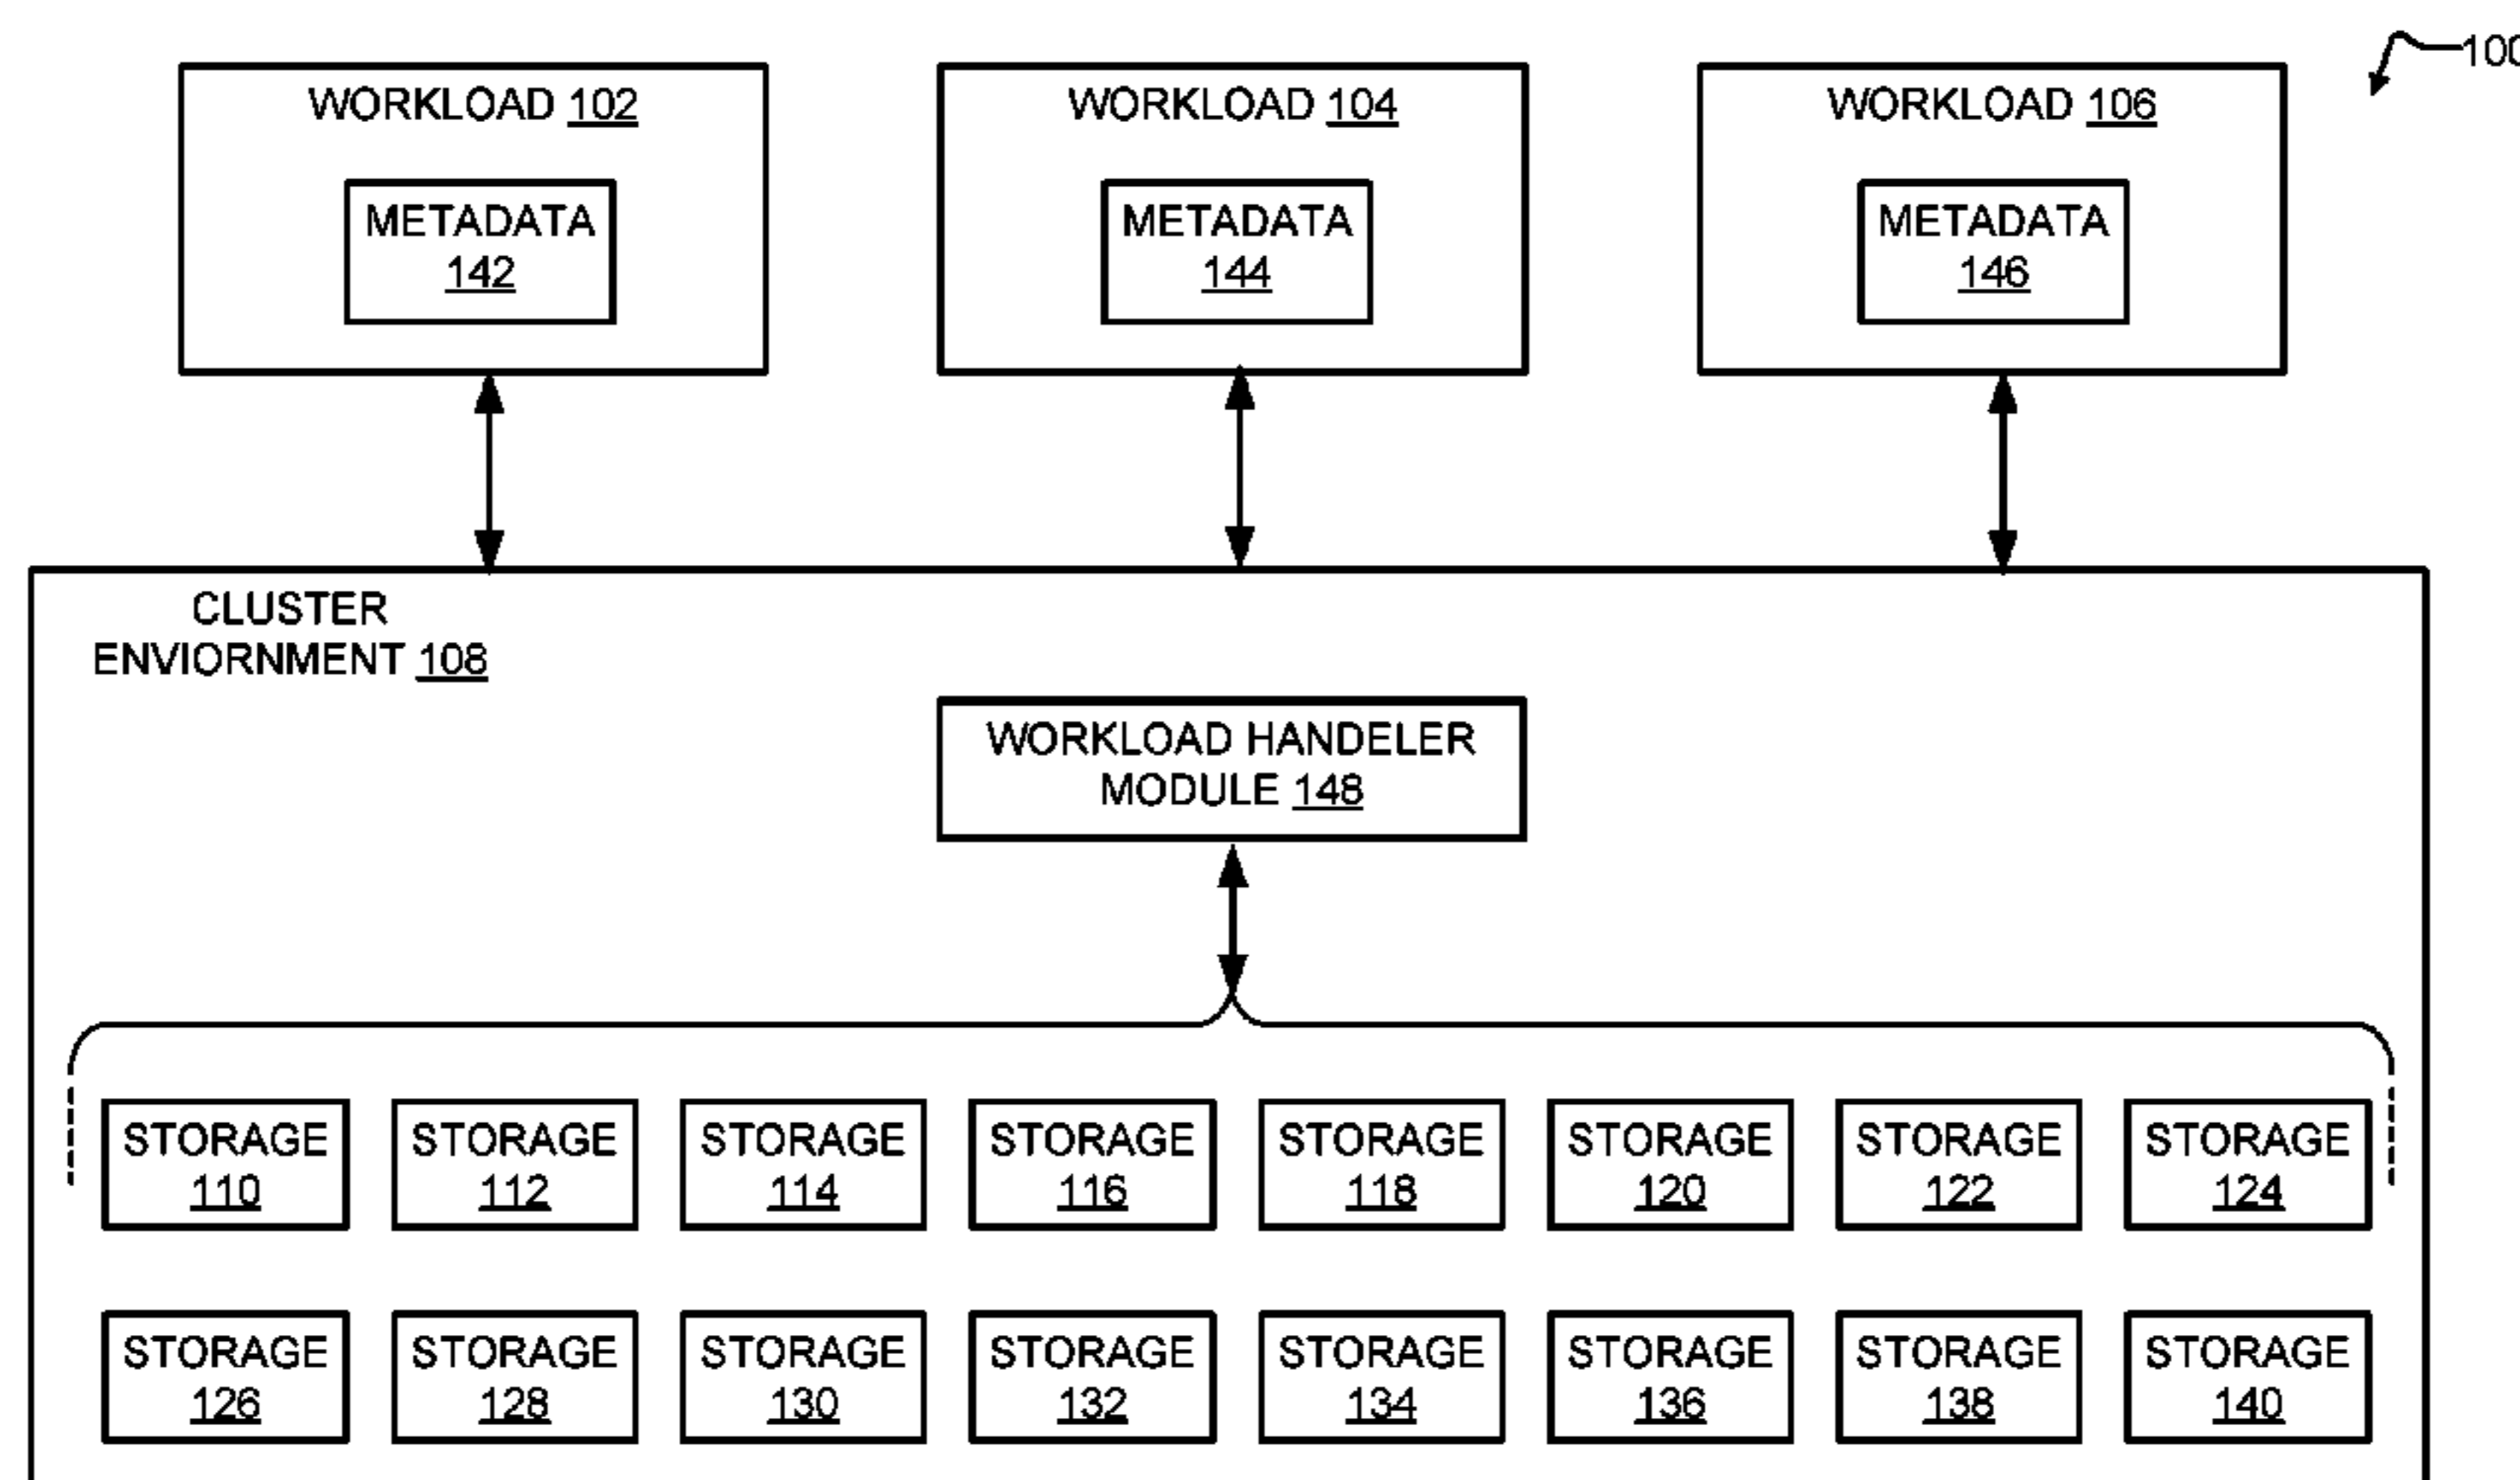 100
WORKLOAD 102
WORKLOAD 104
WORKLOAD 106
METADATA
142
METADATA
144
METADATA
146
CLUSTER
ENVIORNMENT 108
WORKLOAD HANDELER
MODULE 148
STORAGE
110
STORAGE
112
STORAGE
114
STORAGE
116
STORAGE
118
STORAGE
120
STORAGE
122
STORAGE
124
STORAGE
126
STORAGE
128
STORAGE
130
STORAGE
132
STORAGE
134
STORAGE
136
STORAGE
138
STORAGE
140